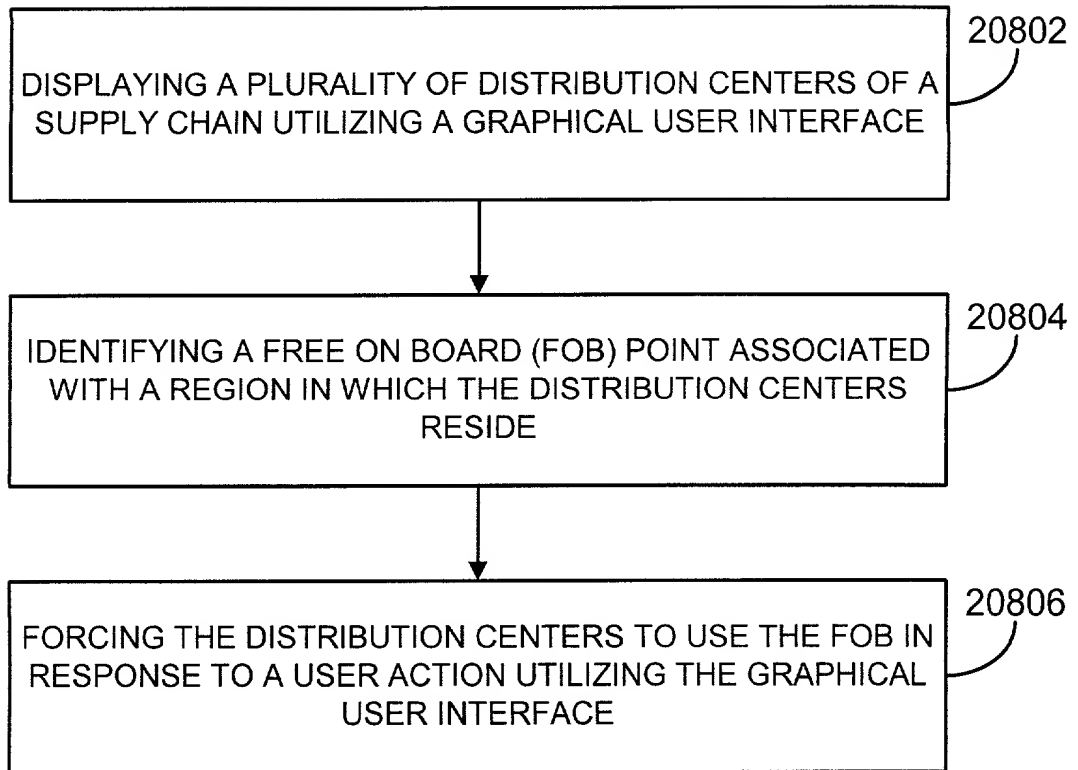 20802
DISPLAYING A PLURALITY OF DISTRIBUTION CENTERS OF A
SUPPLY CHAIN UTILIZING A GRAPHICAL USER INTERFACE
20804
IDENTIFYING A FREE ON BOARD (FOB) POINT ASSOCIATED
WITH A REGION IN WHICH THE DISTRIBUTION CENTERS
RESIDE
20806
FORCING THE DISTRIBUTION CENTERS TO USE THE FOB IN
RESPONSE TO A USER ACTION UTILIZING THE GRAPHICAL
USER INTERFACE